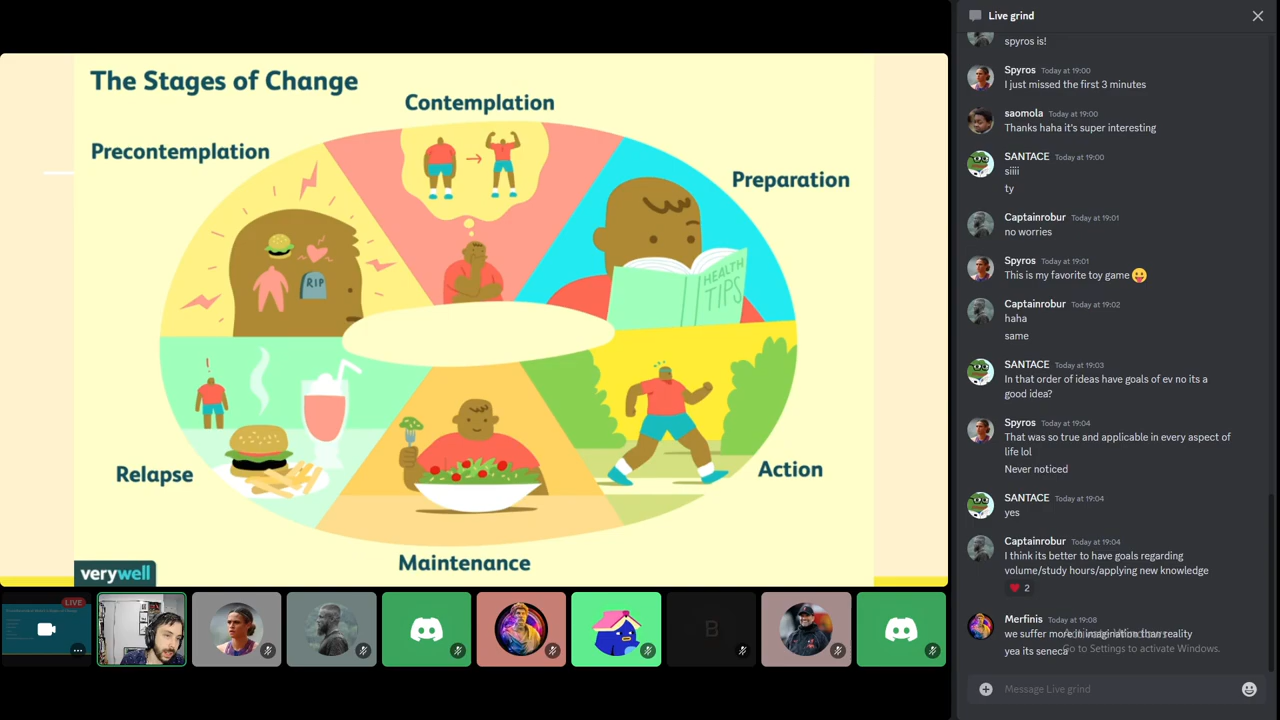 The Stages of Change
Contemplation
Precontemplation
Preparation
RIP
HEALTH
TIPS
Relapse
Action
Maintenance
verywell
LIVE
B
Live grind
spyros is!
Spyros Today at 19:00
I just missed the first 3 minutes
saomola Today at 19:00
Thanks haha it's super interesting
SANTACE Today at 19:00
siiii
ty
Captainrobur Today at 19:01
no worries
Spyros Today at 19:01
This is my favorite toy game 😛
Captainrobur Today at 19:02
haha
same
SANTACE Today at 19:03
In that order of ideas have goals of ev no its a
good idea?
Spyros Today at 19:04
That was so true and applicable in every aspect of
life lol
Never noticed
SANTACE Today at 19:04
yes
Captainrobur Today at 19:04
I think its better to have goals regarding
volume/study hours/applying new knowledge
2
Merfinis Today at 19:08
we suffer more in imagination than reality
yea its seneca
Go to Settings to activate Windows.
Message Live grind